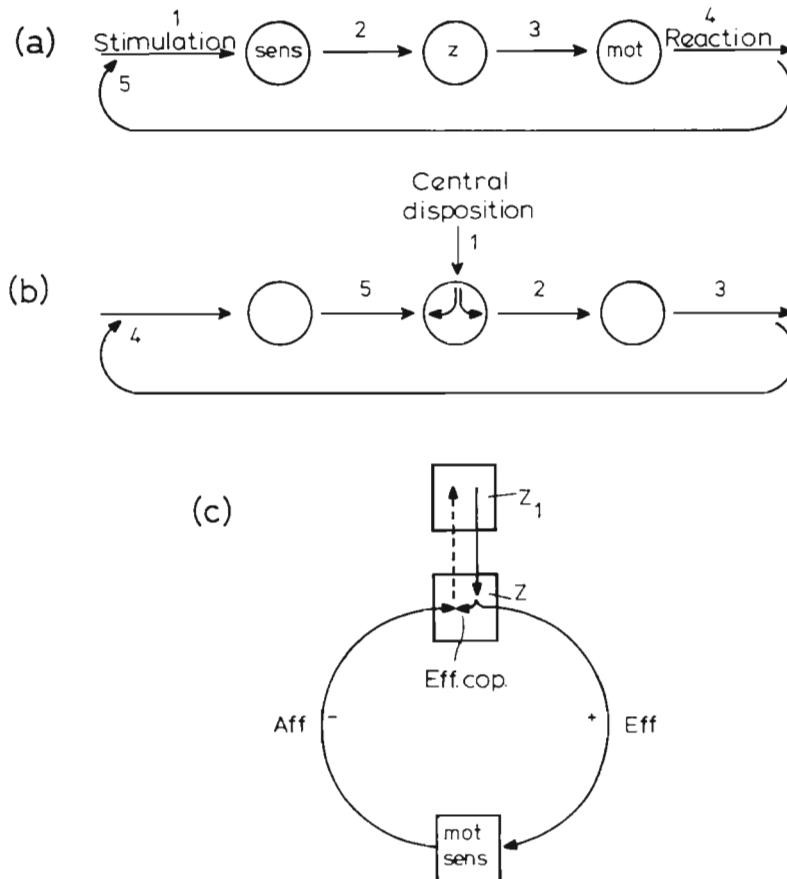 (a)
1
Stimulation
5
sens
2
z
3
mot
4
Reaction
(b)
Central
disposition
1
4
5
2
3
(c)
Z1
Z
Eff. cop.
Aff
-
+
Eff
mot
sens